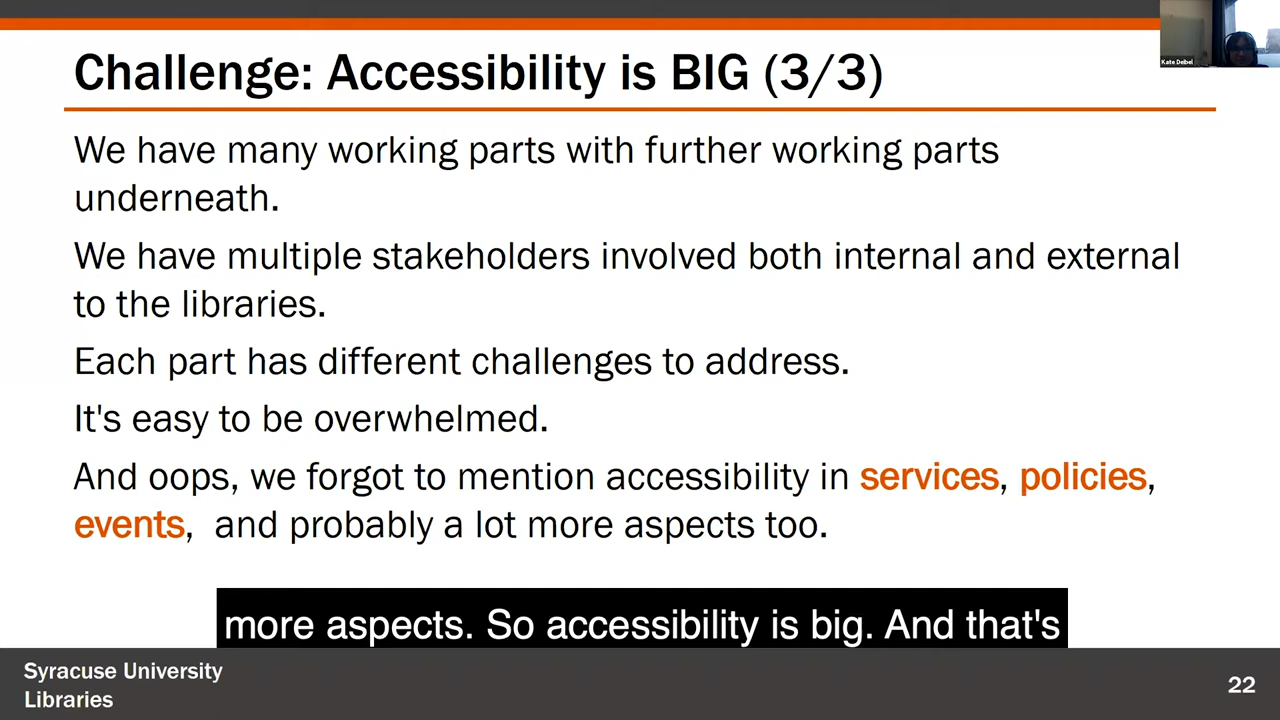 Challenge: Accessibility is BIG (3/3)
Kate Deibel
We have many working parts with further working parts
underneath.
We have multiple stakeholders involved both internal and external
to the libraries.
Each part has different challenges to address.
It's easy to be overwhelmed.
And oops, we forgot to mention accessibility in services, policies,
events,  and probably a lot more aspects too.
more aspects. So accessibility is big. And that's
Syracuse University
Libraries
22